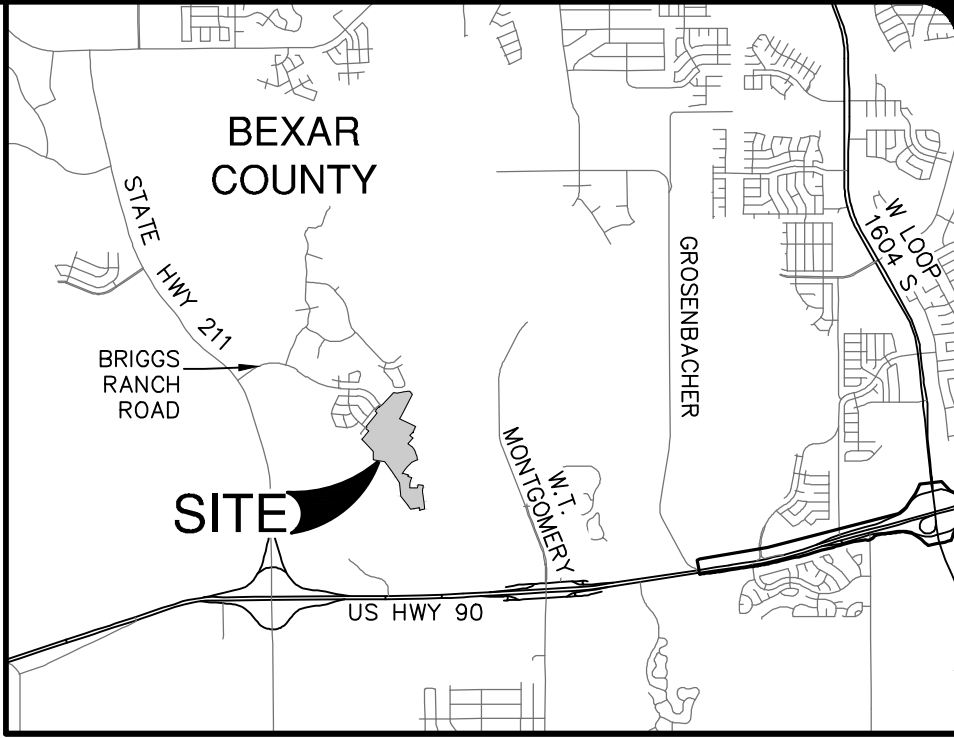 BEXAR
COUNTY
STATE HWY 211
W LOOP
1604 S
GROSENBACHER
BRIGGS
RANCH
ROAD
W.T.
MONTGOMERY
SITE
US HWY 90